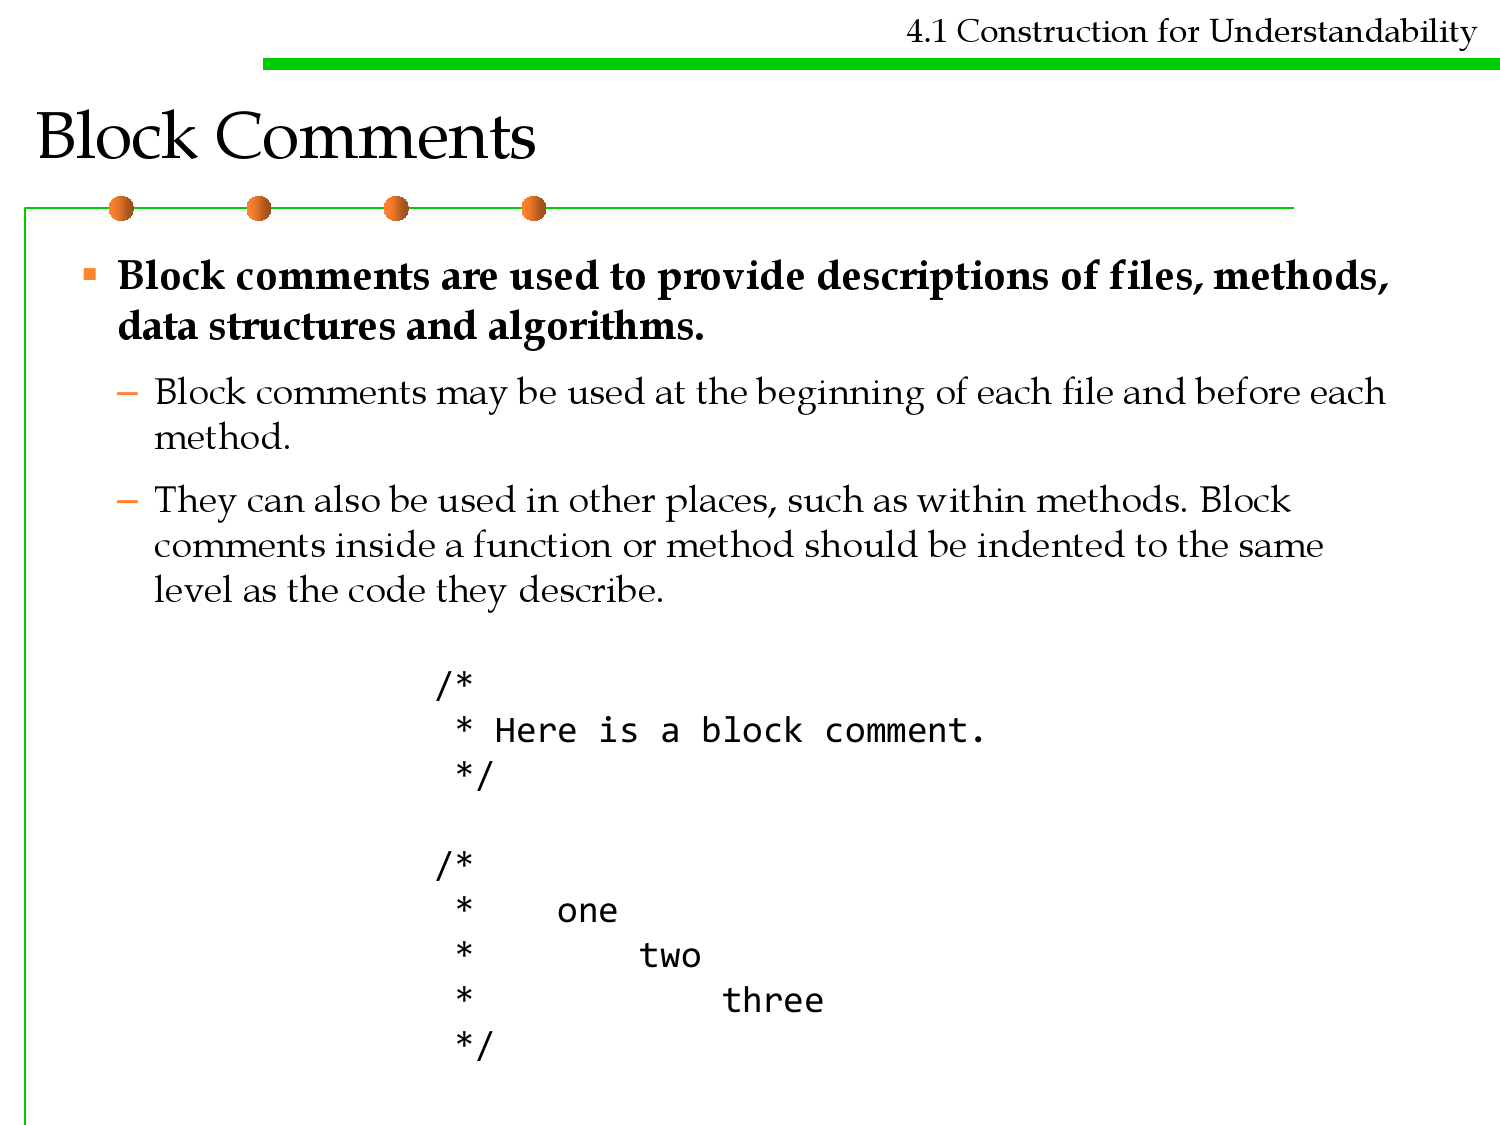 4.1 Construction for Understandability
Block Comments
▪ Block comments are used to provide descriptions of files, methods,
data structures and algorithms.
– Block comments may be used at the beginning of each file and before each
method.
– They can also be used in other places, such as within methods. Block
comments inside a function or method should be indented to the same
level as the code they describe.
/*
 * Here is a block comment.
 */
/*
 *    one
 *        two
 *            three
 */